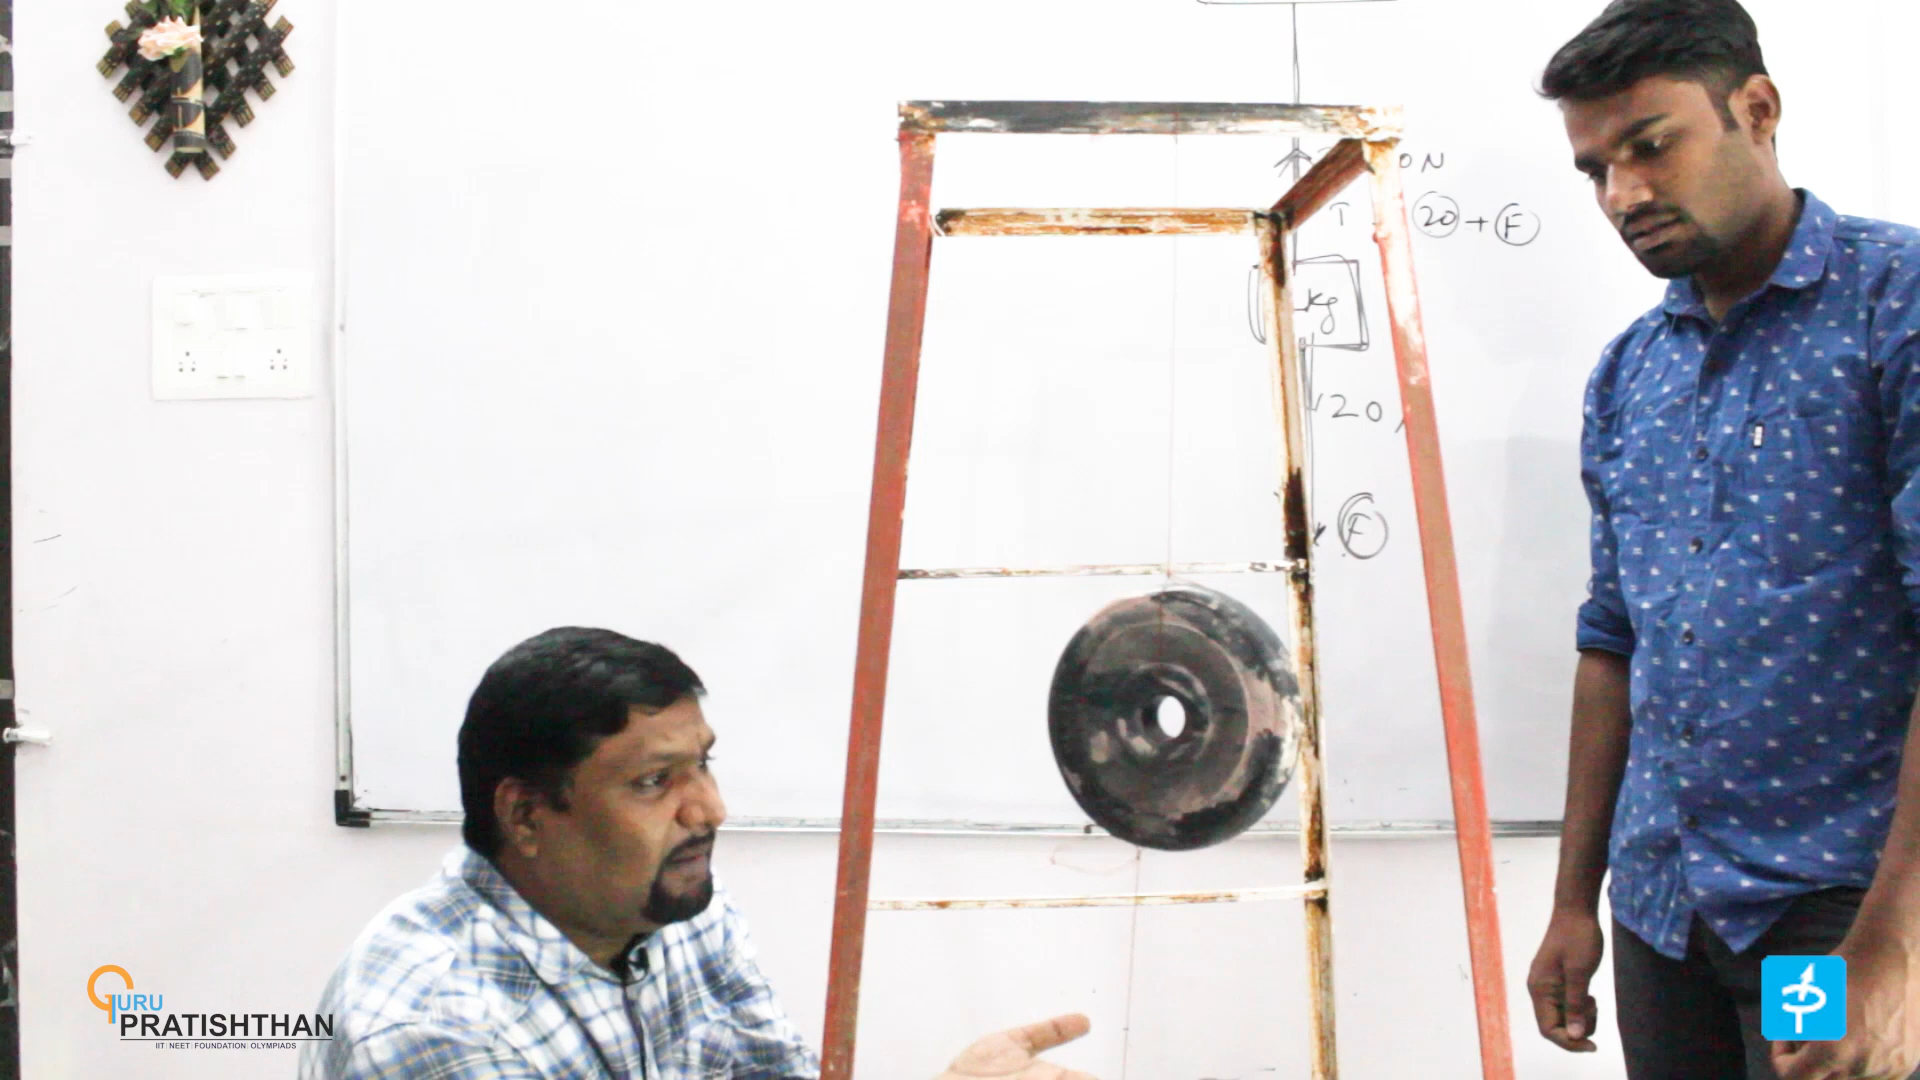 ON
T 20 + F
kg
20
F
GURU
PRATISHTHAN
IIT NEET FOUNDATION OLYMPIADS